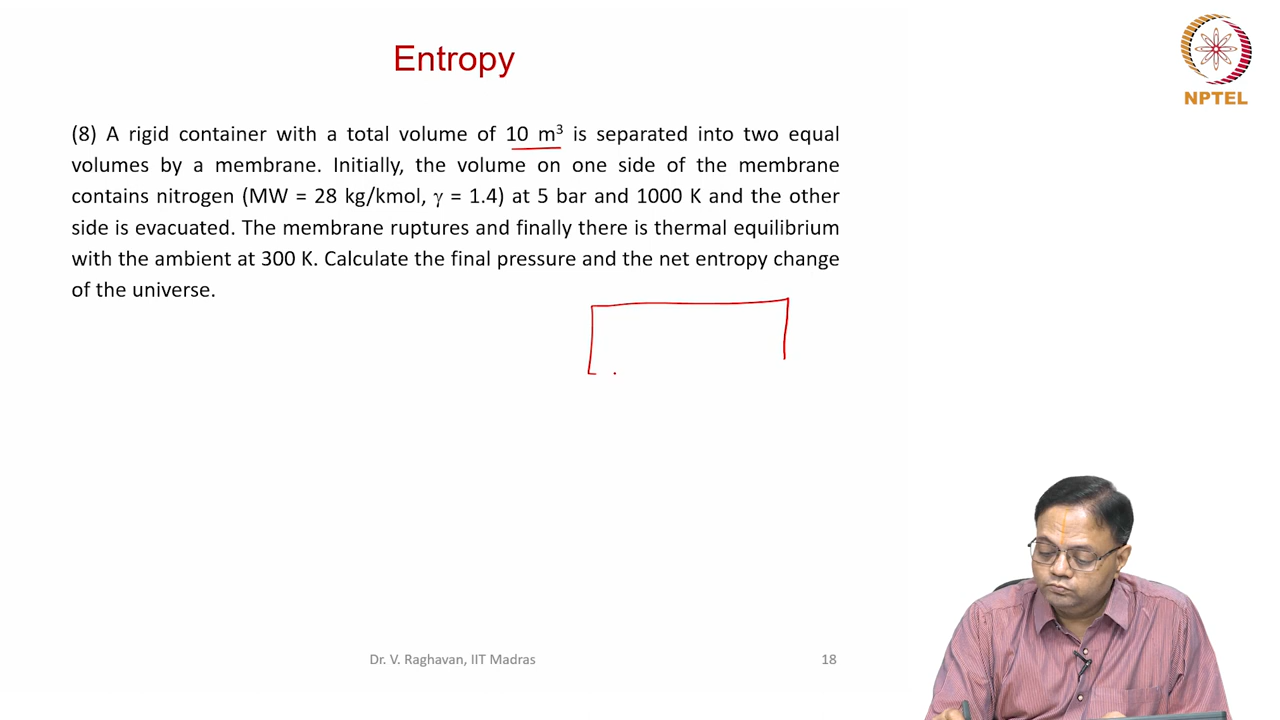 Entropy
NPTEL
(8) A rigid container with a total volume of 10 m³ is separated into two equal
volumes by a membrane. Initially, the volume on one side of the membrane
contains nitrogen (MW = 28 kg/kmol, γ = 1.4) at 5 bar and 1000 K and the other
side is evacuated. The membrane ruptures and finally there is thermal equilibrium
with the ambient at 300 K. Calculate the final pressure and the net entropy change
of the universe.
Dr. V. Raghavan, IIT Madras
18